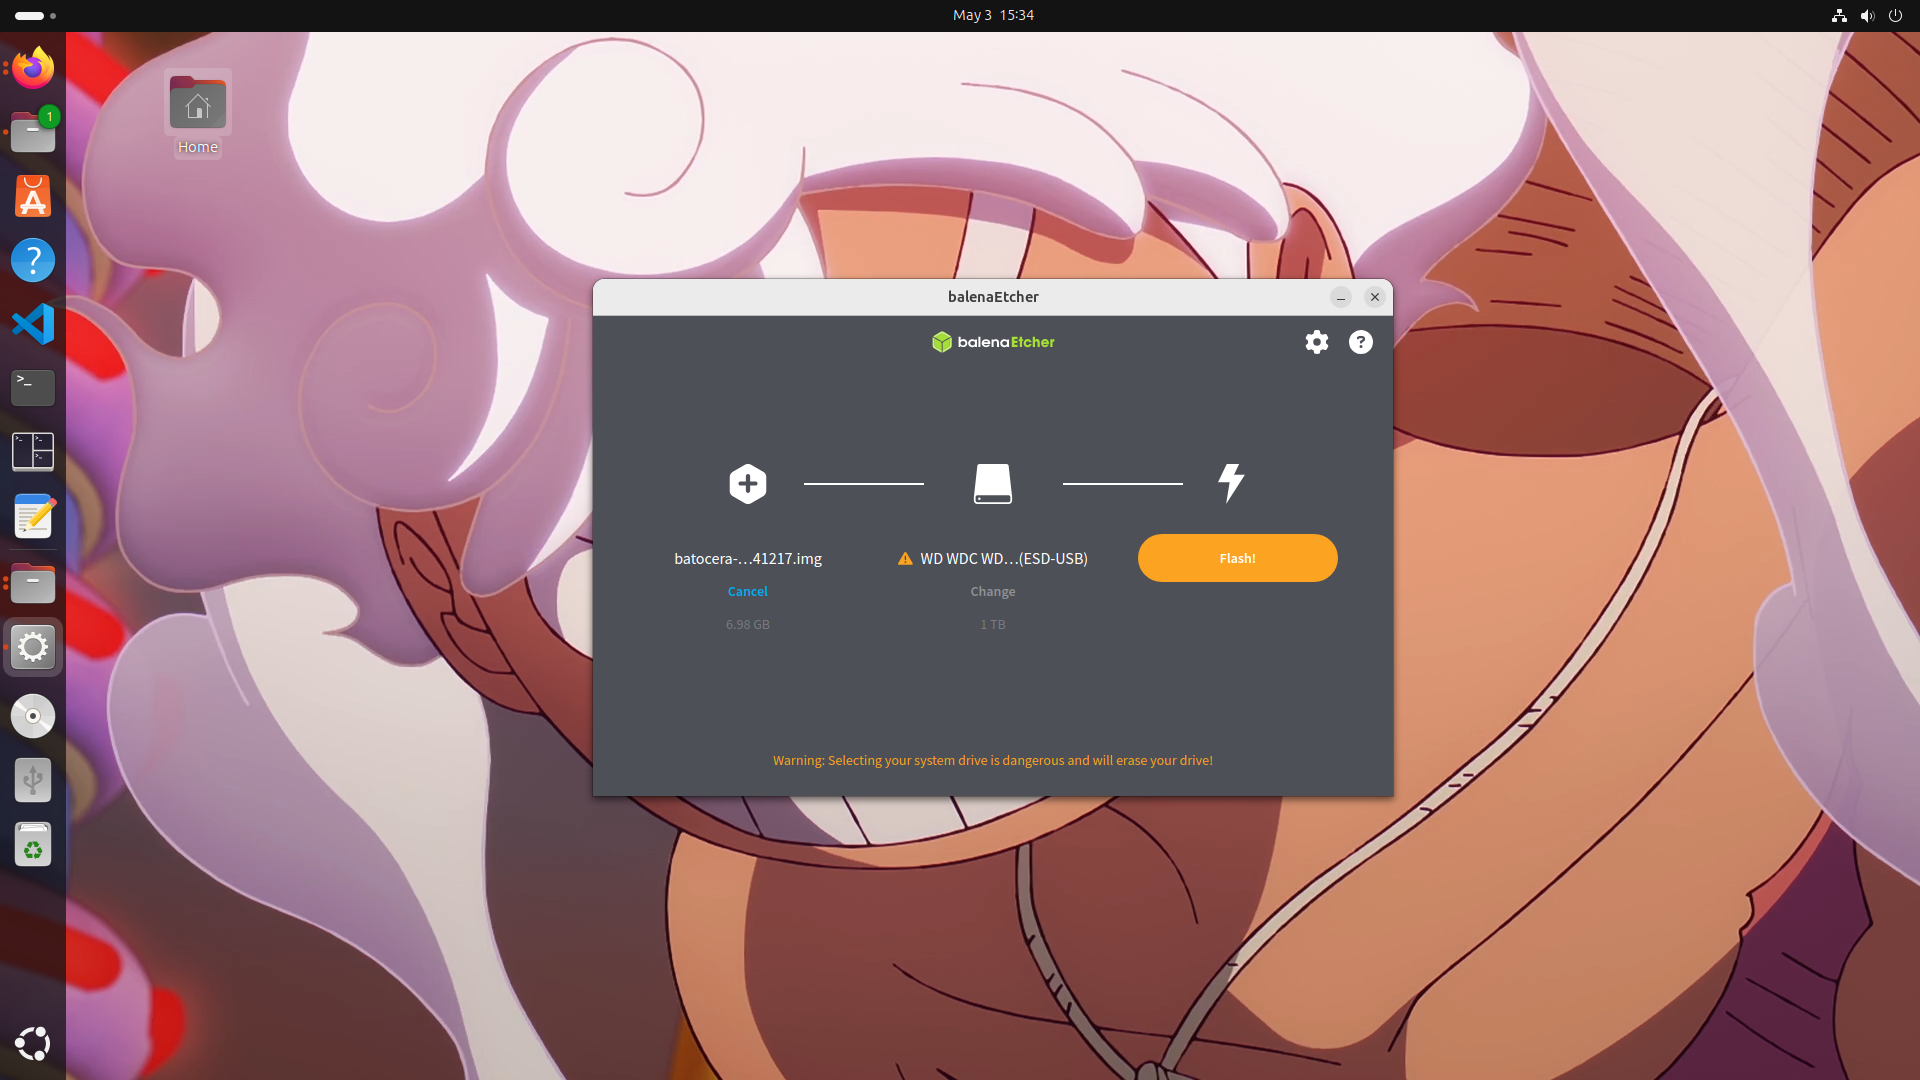 May 3 15:34
1
Home
balenaEtcher
balenaEtcher
batocera-...41217.img
WD WDC WD...(ESD-USB)
Flash!
Cancel
Change
6.98 GB
1 TB
Warning: Selecting your system drive is dangerous and will erase your drive!